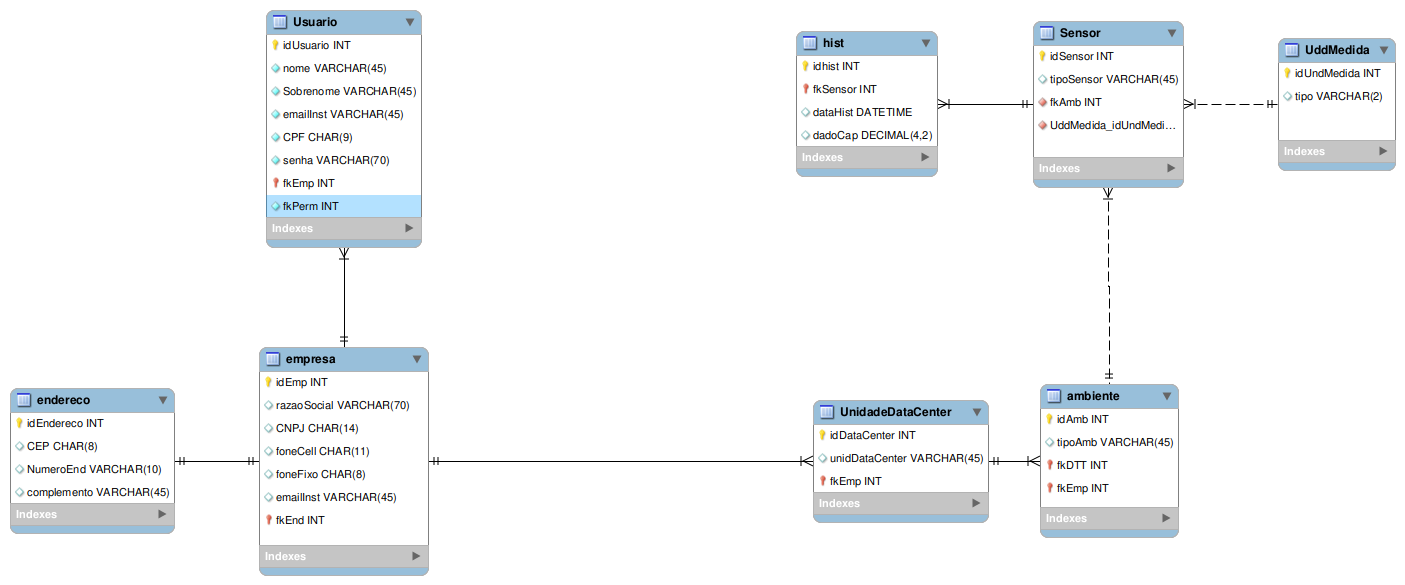 Usuario
idUsuario INT
nome VARCHAR(45)
Sobrenome VARCHAR(45)
emailInst VARCHAR(45)
CPF CHAR(9)
senha VARCHAR(70)
fkEmp INT
fkPerm INT
Indexes
hist
idhist INT
fkSensor INT
dataHist DATETIME
dadoCap DECIMAL(4,2)
Indexes
Sensor
idSensor INT
tipoSensor VARCHAR(45)
fkAmb INT
UddMedida_idUndMedi...
Indexes
UddMedida
idUndMedida INT
tipo VARCHAR(2)
Indexes
endereco
idEndereco INT
CEP CHAR(8)
NumeroEnd VARCHAR(10)
complemento VARCHAR(45)
Indexes
empresa
idEmp INT
razaoSocial VARCHAR(70)
CNPJ CHAR(14)
foneCell CHAR(11)
foneFixo CHAR(8)
emailInst VARCHAR(45)
fkEnd INT
Indexes
UnidadeDataCenter
idDataCenter INT
unidDataCenter VARCHAR(45)
fkEmp INT
Indexes
ambiente
idAmb INT
tipoAmb VARCHAR(45)
fkDTT INT
fkEmp INT
Indexes